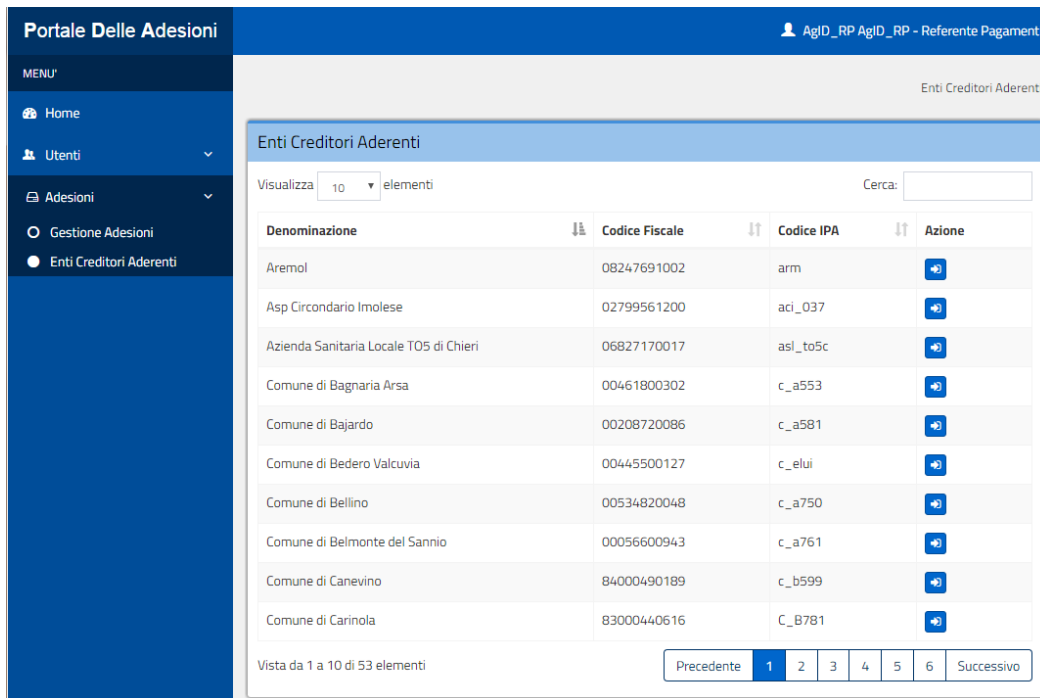 Portale Delle Adesioni
AgID_RP AgID_RP - Referente Pagament
MENU'
Enti Creditori Aderent
Home
Utenti
Adesioni
Gestione Adesioni
Enti Creditori Aderenti
Enti Creditori Aderenti
Visualizza 10 elementi Cerca:
Denominazione Codice Fiscale Codice IPA Azione
Aremol 08247691002 arm
Asp Circondario Imolese 02799561200 aci_037
Azienda Sanitaria Locale TO5 di Chieri 06827170017 asl_to5c
Comune di Bagnaria Arsa 00461800302 c_a553
Comune di Bajardo 00208720086 c_a581
Comune di Bedero Valcuvia 00445500127 c_elui
Comune di Bellino 00534820048 c_a750
Comune di Belmonte del Sannio 00056600943 c_a761
Comune di Canevino 84000490189 c_b599
Comune di Carinola 83000440616 C_B781
Vista da 1 a 10 di 53 elementi Precedente 1 2 3 4 5 6 Successivo